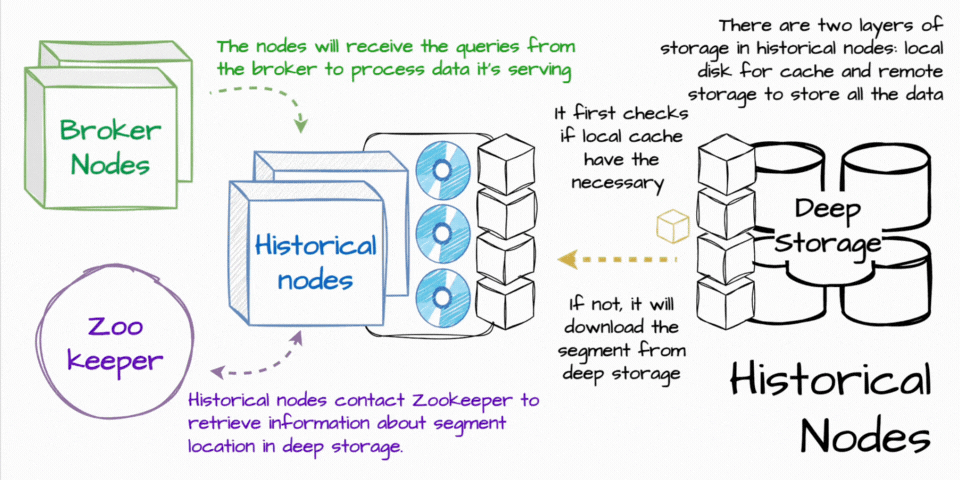 The nodes will receive the queries from
the broker to process data it's serving
There are two layers of
storage in historical nodes: local
disk for cache and remote
storage to store all the data
Broker
Nodes
It first checks
if local cache
have the
necessary
Historical
nodes
Deep
Storage
Zoo
keeper
If not, it will
download the
segment from
deep storage
Historical nodes contact Zookeeper to
retrieve information about segment
location in deep storage.
Historical
Nodes